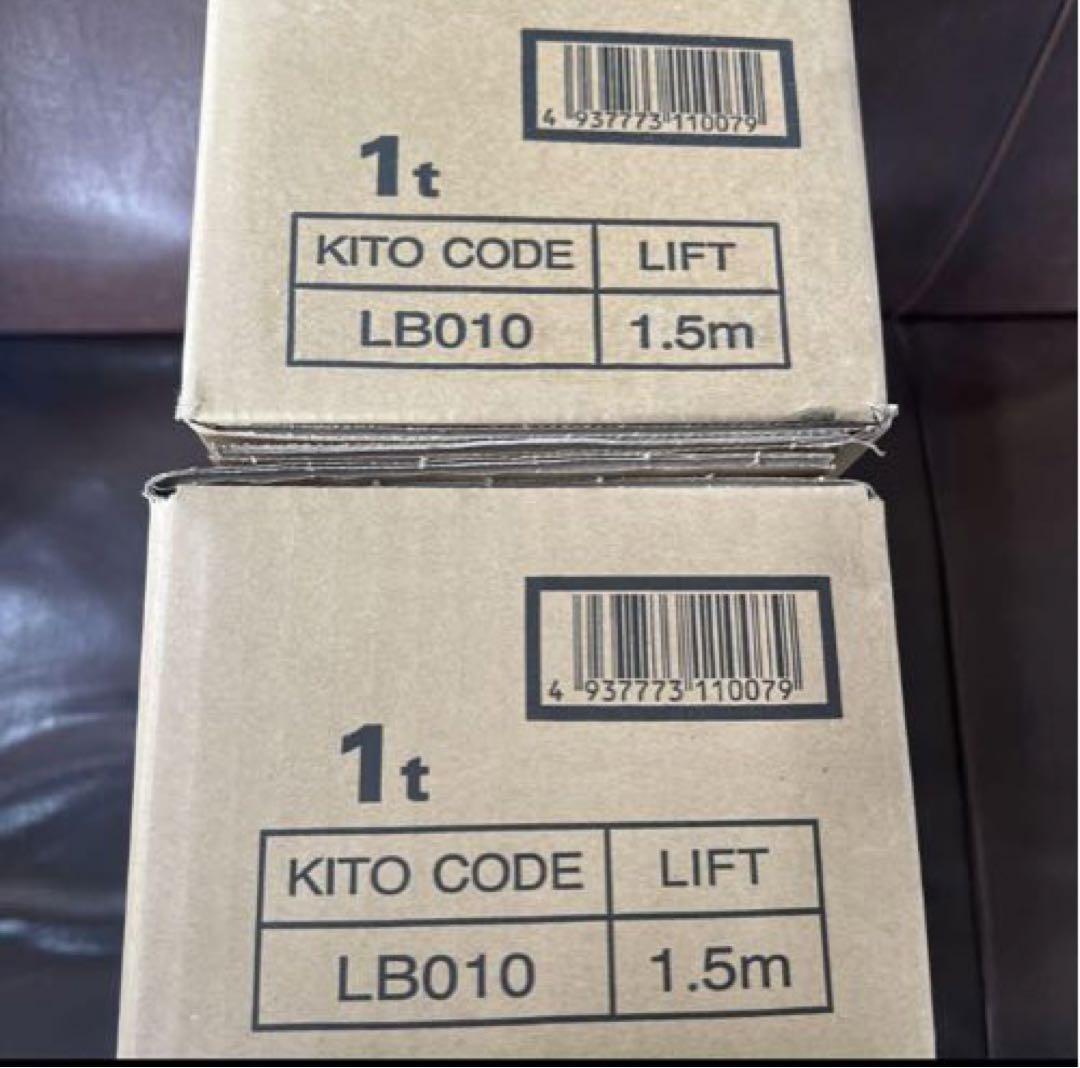 4 937773 110079
1t
KITO CODE LIFT
LB010 1.5m
4 937773 110079
1t
KITO CODE LIFT
LB010 1.5m